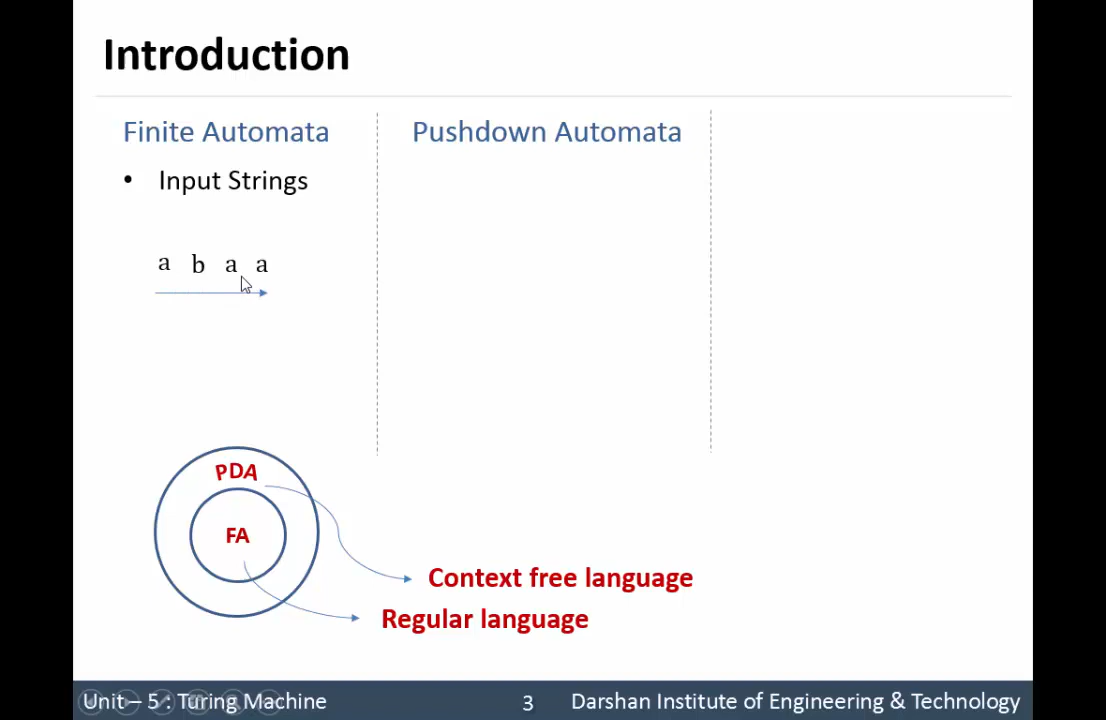 Introduction
Finite Automata
Pushdown Automata
• Input Strings
a b a a
PDA
FA
Context free language
Regular language
Unit – 5 : Turing Machine
3
Darshan Institute of Engineering & Technology